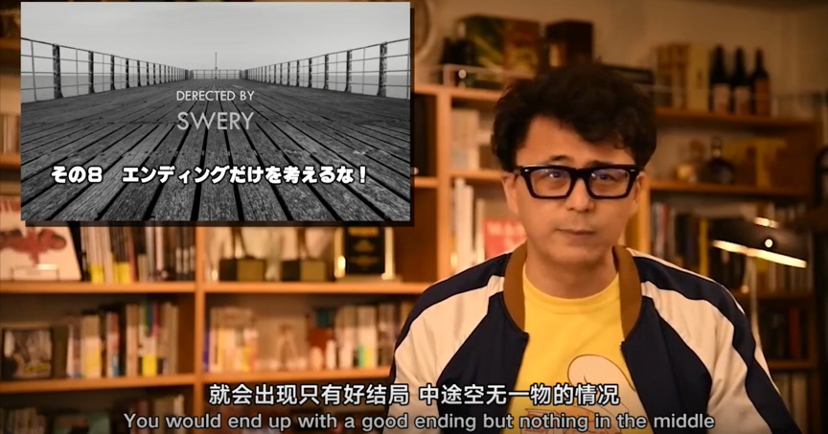 DERECTED BY
SWERY
その8 エンディングだけを考えるな!
就会出现只有好结局 中途空无一物的情况
You would end up with a good ending but nothing in the middle